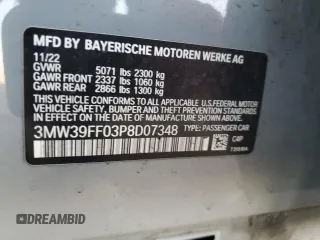 MFD BY BAYERISCHE MOTOREN WERKE AG
11/22
GVWR 5071 lbs 2300 kg
GAWR FRONT 2337 lbs 1060 kg
GAWR REAR 2866 lbs 1300 kg
THIS VEHICLE CONFORMS TO ALL APPLICABLE FEDERAL MOTOR VEHICLE
SAFETY, BUMPER, AND THEFT PREVENTION STANDARDS
IN EFFECT ON THE DATE OF MANUFACTURE SHOWN ABOVE.
3MW39FF03P8D07348 TYPE: PASSENGER CAR
C4P
DREAMBID